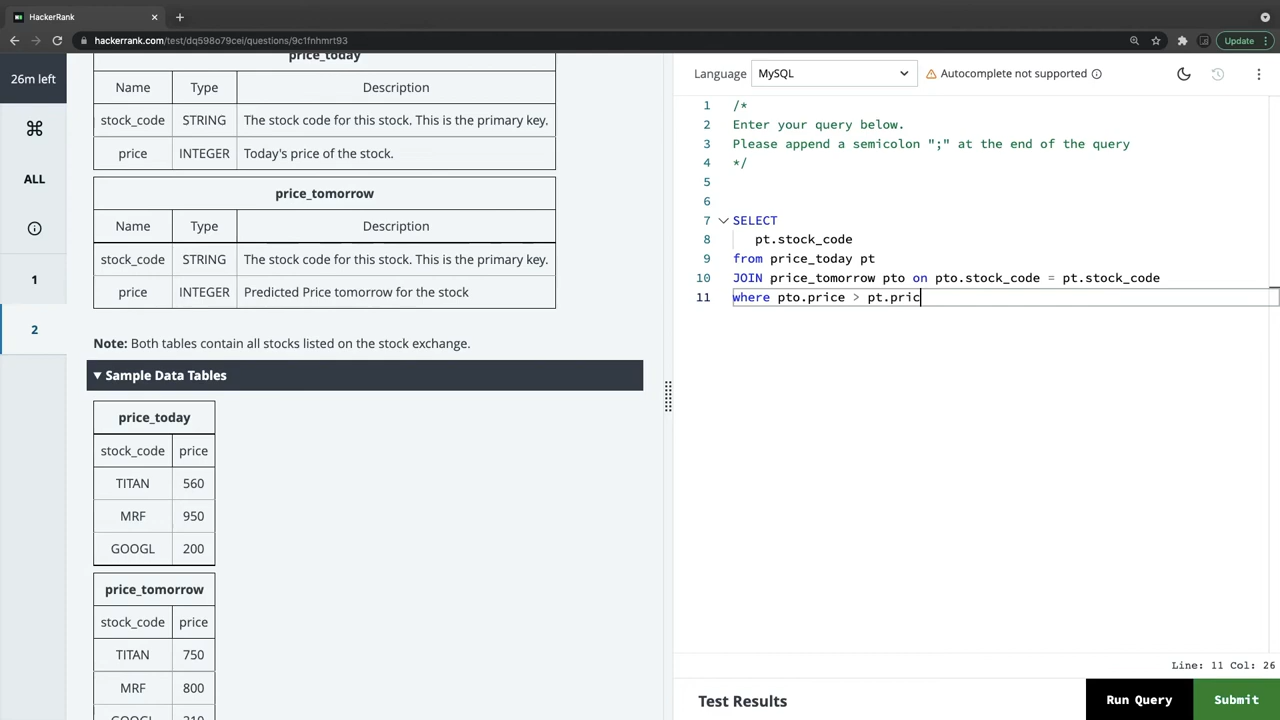 HackerRank
hackerrank.com/test/dq598o79cei/questions/9c1fnhmrt93
Update
26m left
ALL
1
2
price_today
Name Type Description
stock_code STRING The stock code for this stock. This is the primary key.
price INTEGER Today's price of the stock.
price_tomorrow
Name Type Description
stock_code STRING The stock code for this stock. This is the primary key.
price INTEGER Predicted Price tomorrow for the stock
Note: Both tables contain all stocks listed on the stock exchange.
Sample Data Tables
price_today
stock_code price
TITAN 560
MRF 950
GOOGL 200
price_tomorrow
stock_code price
TITAN 750
MRF 800
Language MySQL Autocomplete not supported
1 /*
2 Enter your query below.
3 Please append a semicolon ";" at the end of the query
4 */
5
6
7 SELECT
8 pt.stock_code
9 from price_today pt
10 JOIN price_tomorrow pto on pto.stock_code = pt.stock_code
11 where pto.price > pt.pric
Line: 11 Col: 26
Test Results
Run Query
Submit